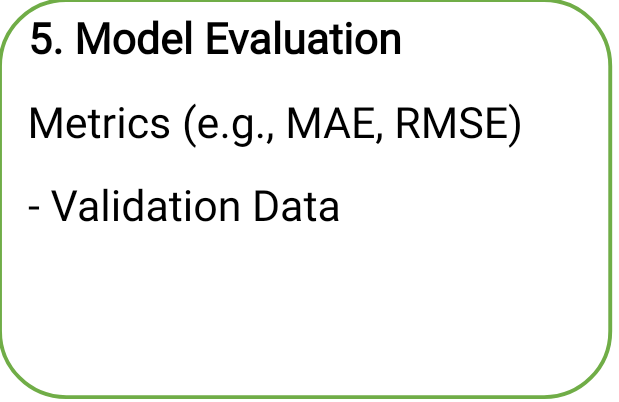 5. Model Evaluation
Metrics (e.g., MAE, RMSE)
- Validation Data